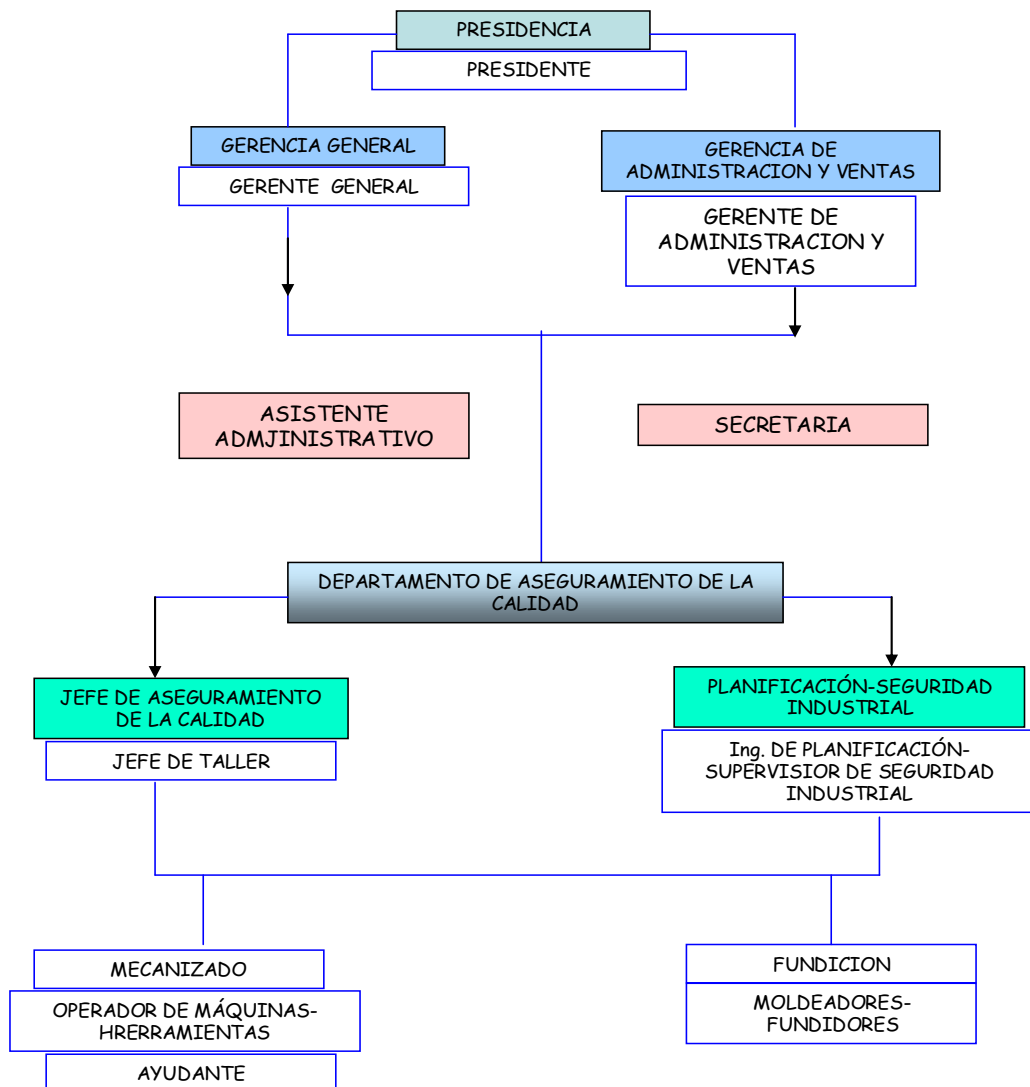 PRESIDENCIA
PRESIDENTE
GERENCIA GENERAL
GERENTE GENERAL
GERENCIA DE
ADMINISTRACION Y VENTAS
GERENTE DE
ADMINISTRACION Y
VENTAS
ASISTENTE
ADMJINISTRATIVO
SECRETARIA
DEPARTAMENTO DE ASEGURAMIENTO DE LA
CALIDAD
JEFE DE ASEGURAMIENTO
DE LA CALIDAD
JEFE DE TALLER
PLANIFICACIÓN-SEGURIDAD
INDUSTRIAL
Ing. DE PLANIFICACIÓN-
SUPERVISIOR DE SEGURIDAD
INDUSTRIAL
MECANIZADO
OPERADOR DE MÁQUINAS-
HRERRAMIENTAS
AYUDANTE
FUNDICION
MOLDEADORES-
FUNDIDORES